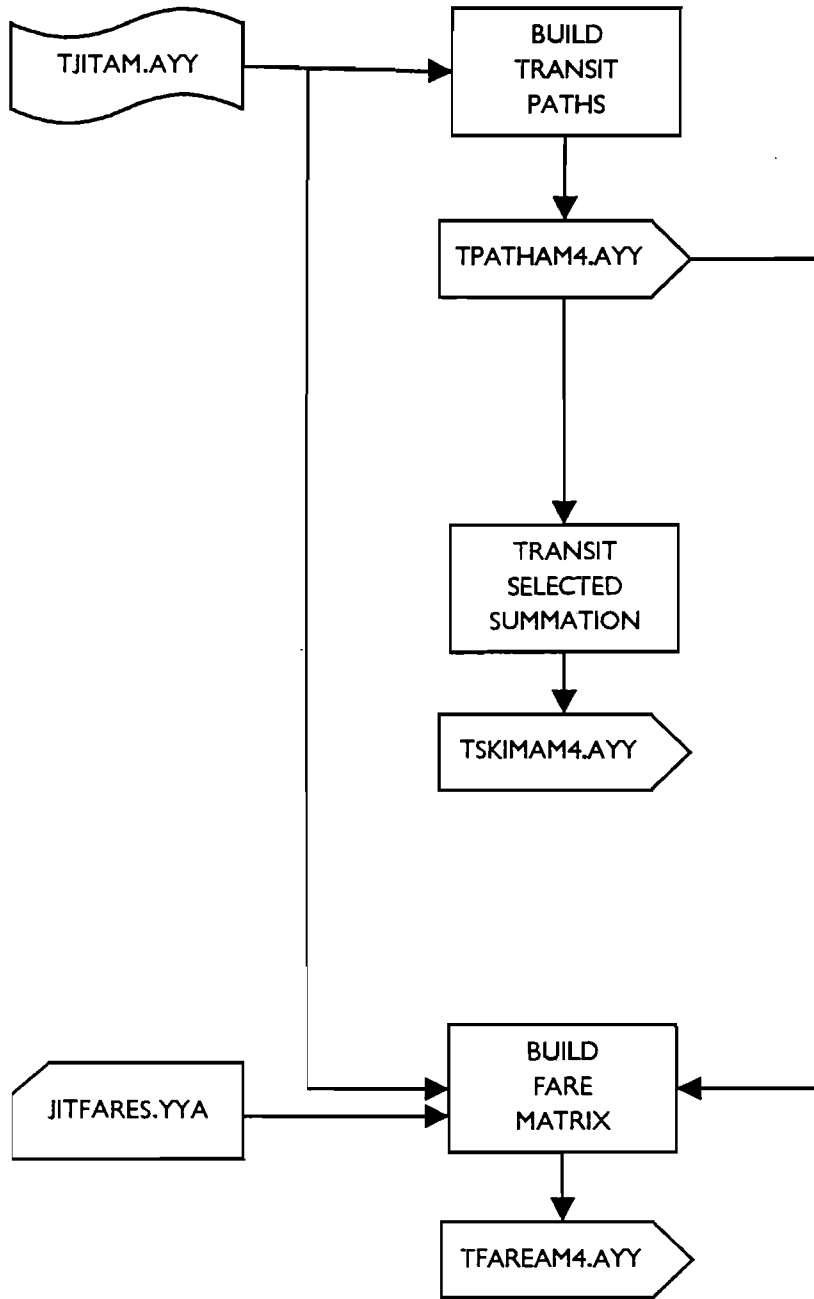 TJITAM.AYY
BUILD
TRANSIT
PATHS
TPATHAM4.AYY
TRANSIT
SELECTED
SUMMATION
TSKIMAM4.AYY
JITFARES.YYA
BUILD
FARE
MATRIX
TFAREAM4.AYY